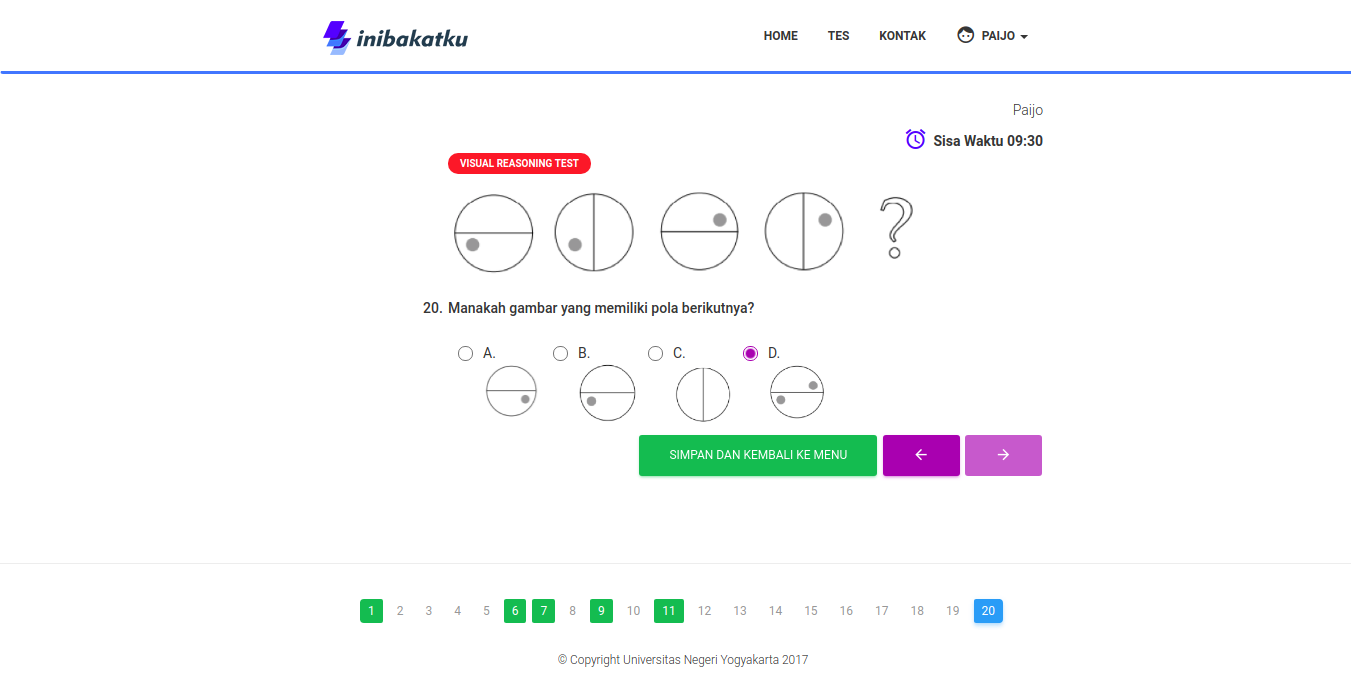 inibakatku
HOME TES KONTAK PAIJO
Paijo
Sisa Waktu 09:30
VISUAL REASONING TEST
?
20. Manakah gambar yang memiliki pola berikutnya?
A. B. C. D.
SIMPAN DAN KEMBALI KE MENU
1 2 3 4 5 6 7 8 9 10 11 12 13 14 15 16 17 18 19 20
© Copyright Universitas Negeri Yogyakarta 2017